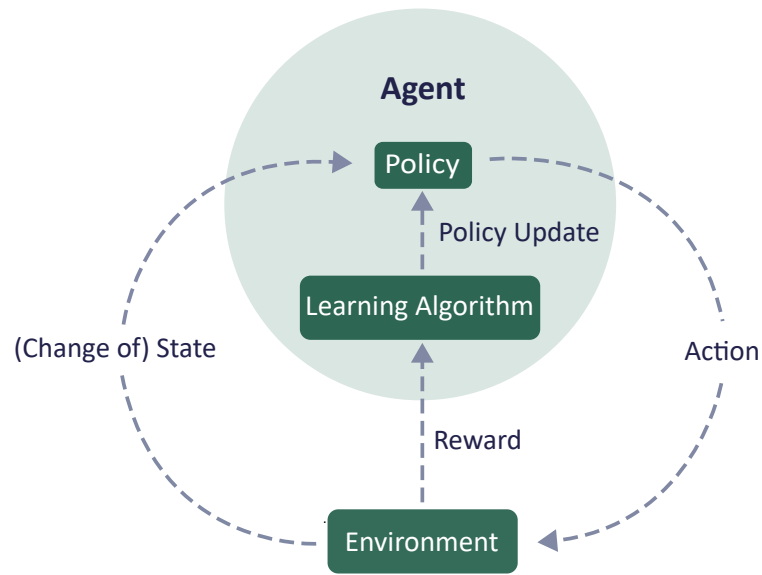 Agent
Policy
Policy Update
Learning Algorithm
(Change of) State
Action
Reward
Environment